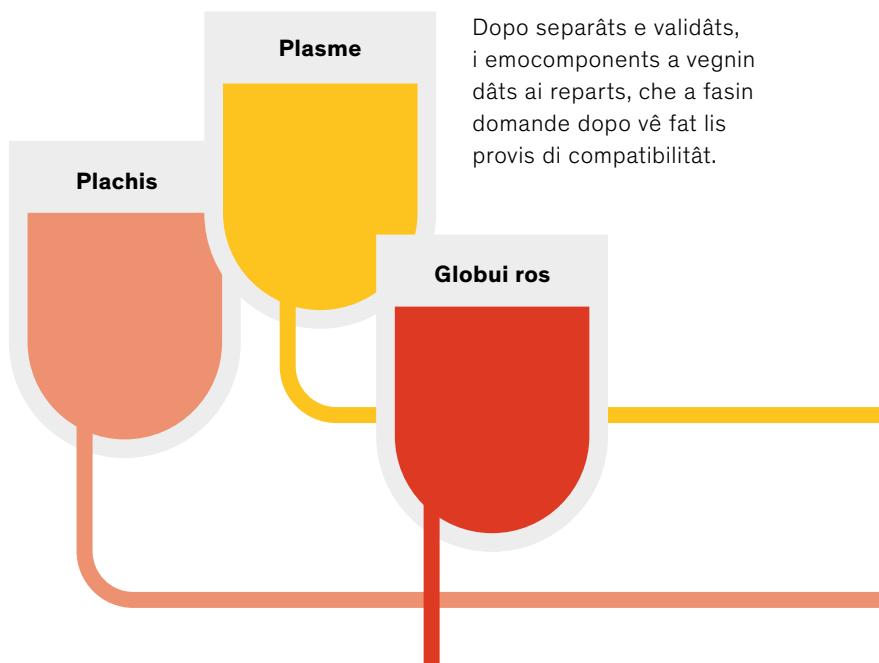 Plasme
Dopo separâts e validâts,
i emocomponents a vegnin
dâts ai reparts, che a fasin
domande dopo vê fat lis
provis di compatibilitât.
Plachis
Globui ros